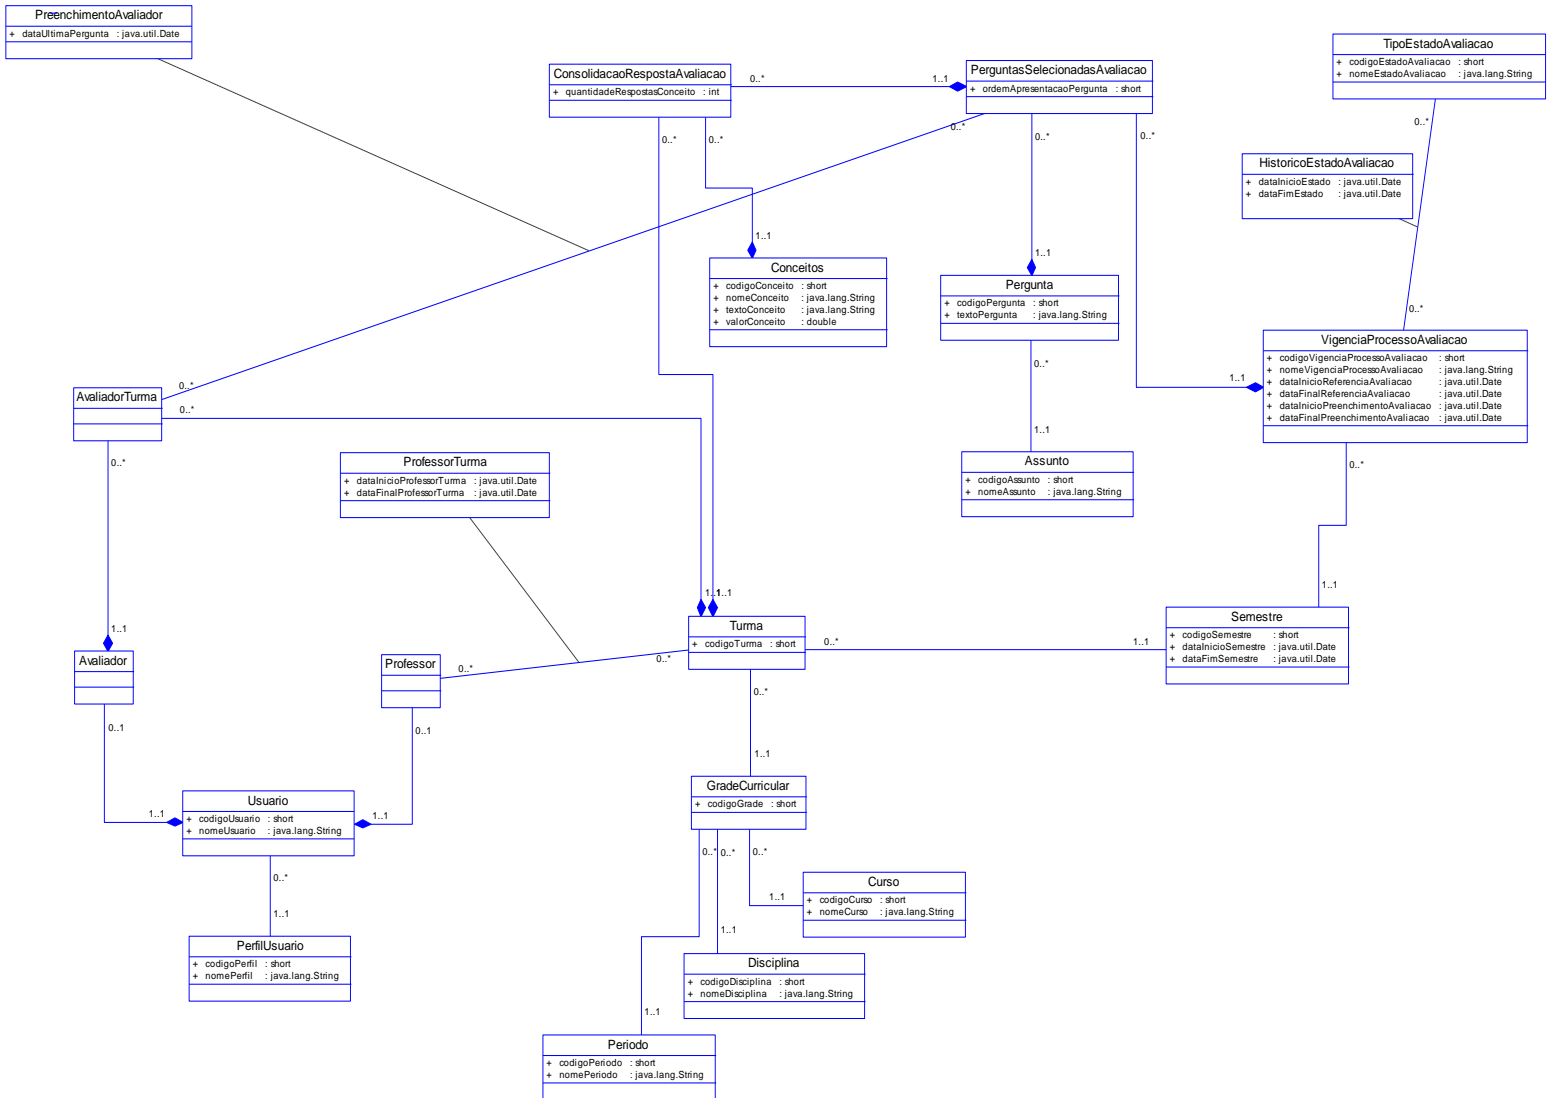 PreenchimentoAvaliador
+ dataUltimaPergunta : java.util.Date
ConsolidacaoRespostaAvaliacao
+ quantidadeRespostasConceito : int
0..*
1..1
PerguntasSelecionadasAvaliacao
+ ordemApresentacaoPergunta : short
TipoEstadoAvaliacao
+ codigoEstadoAvaliacao : short
+ nomeEstadoAvaliacao : java.lang.String
0..*
0..*
0..*
0..*
0..*
0..*
HistoricoEstadoAvaliacao
+ dataInicioEstado : java.util.Date
+ dataFimEstado : java.util.Date
1..1
1..1
0..*
Conceitos
+ codigoConceito : short
+ nomeConceito : java.lang.String
+ textoConceito : java.lang.String
+ valorConceito : double
Pergunta
+ codigoPergunta : short
+ textoPergunta : java.lang.String
0..*
1..1
VigenciaProcessoAvaliacao
+ codigoVigenciaProcessoAvaliacao : short
+ nomeVigenciaProcessoAvaliacao : java.lang.String
+ dataInicioReferenciaAvaliacao : java.util.Date
+ dataFinalReferenciaAvaliacao : java.util.Date
+ dataInicioPreenchimentoAvaliacao : java.util.Date
+ dataFinalPreenchimentoAvaliacao : java.util.Date
0..*
AvaliadorTurma
0..*
0..*
1..1
Assunto
+ codigoAssunto : short
+ nomeAssunto : java.lang.String
0..*
0..*
ProfessorTurma
+ dataInicioProfessorTurma : java.util.Date
+ dataFinalProfessorTurma : java.util.Date
1..1
1..1
1..1
1..1
Avaliador
Professor
0..*
0..*
Turma
+ codigoTurma : short
0..*
1..1
Semestre
+ codigoSemestre : short
+ dataInicioSemestre : java.util.Date
+ dataFimSemestre : java.util.Date
0..1
0..1
0..*
1..1
1..1
1..1
Usuario
+ codigoUsuario : short
+ nomeUsuario : java.lang.String
GradeCurricular
+ codigoGrade : short
0..*
0..*
0..*
0..*
1..1
1..1
1..1
Curso
+ codigoCurso : short
+ nomeCurso : java.lang.String
PerfilUsuario
+ codigoPerfil : short
+ nomePerfil : java.lang.String
Disciplina
+ codigoDisciplina : short
+ nomeDisciplina : java.lang.String
1..1
Periodo
+ codigoPeriodo : short
+ nomePeriodo : java.lang.String